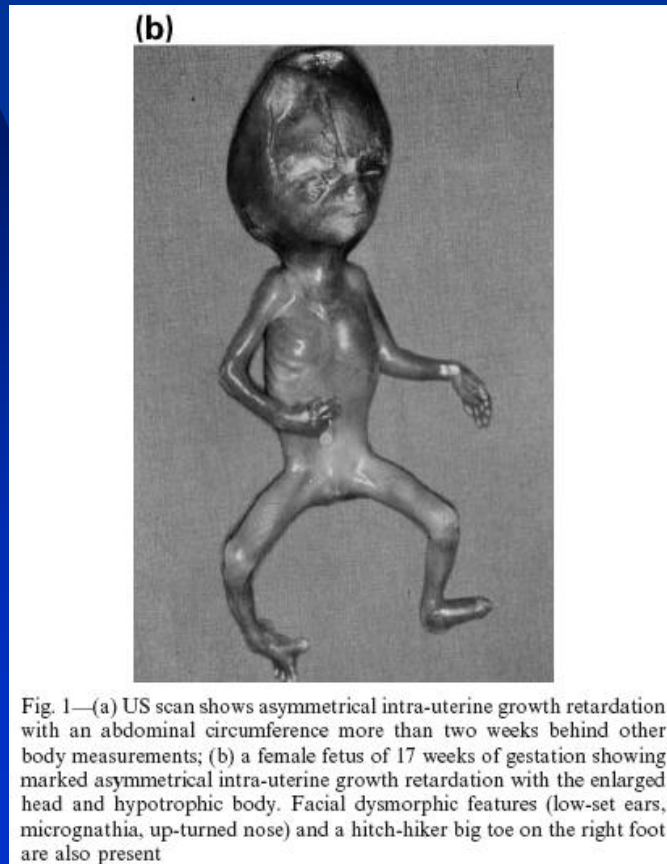 (b)
Fig. 1—(a) US scan shows asymmetrical intra-uterine growth retardation
with an abdominal circumference more than two weeks behind other
body measurements; (b) a female fetus of 17 weeks of gestation showing
marked asymmetrical intra-uterine growth retardation with the enlarged
head and hypotrophic body. Facial dysmorphic features (low-set ears,
micrognathia, up-turned nose) and a hitch-hiker big toe on the right foot
are also present